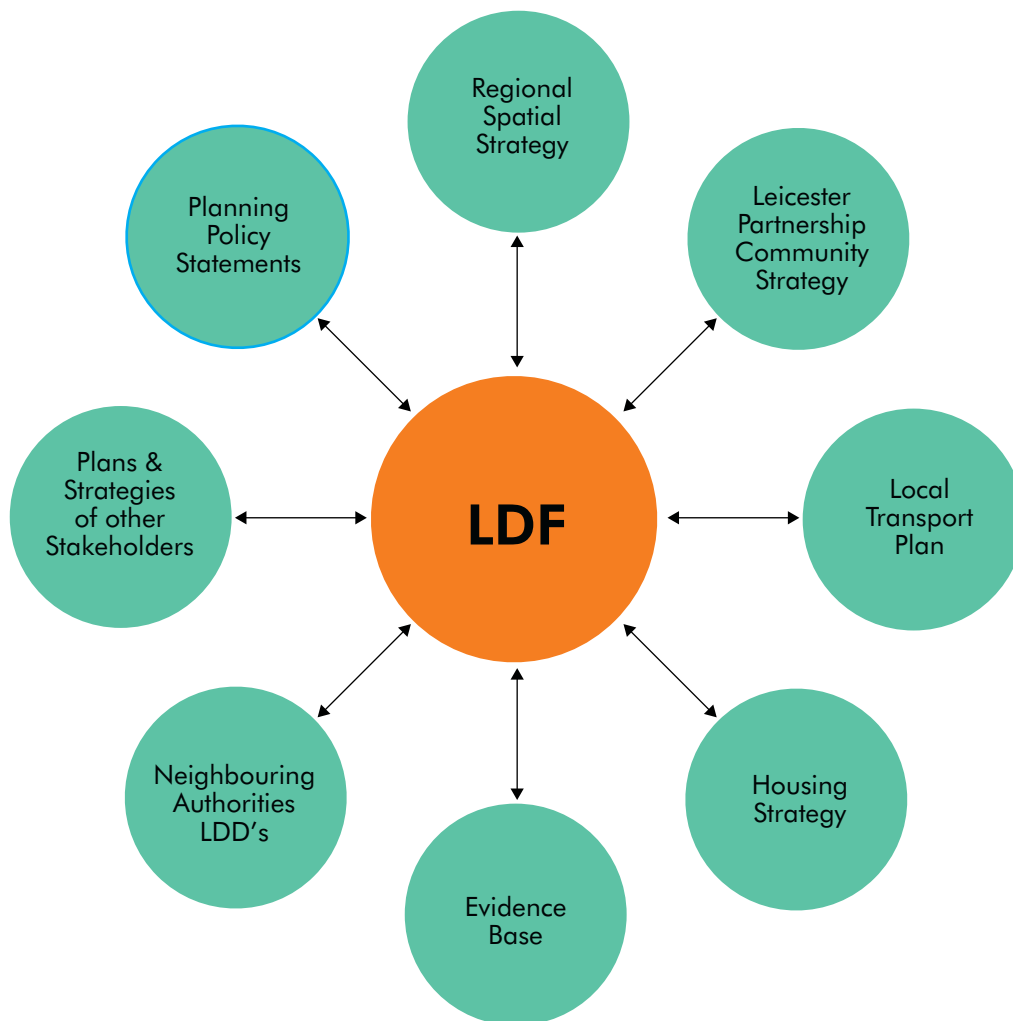 Regional
Spatial
Strategy
Leicester
Partnership
Community
Strategy
Planning
Policy
Statements
Plans &
Strategies
of other
Stakeholders
LDF
Local
Transport
Plan
Neighbouring
Authorities
LDD's
Housing
Strategy
Evidence
Base